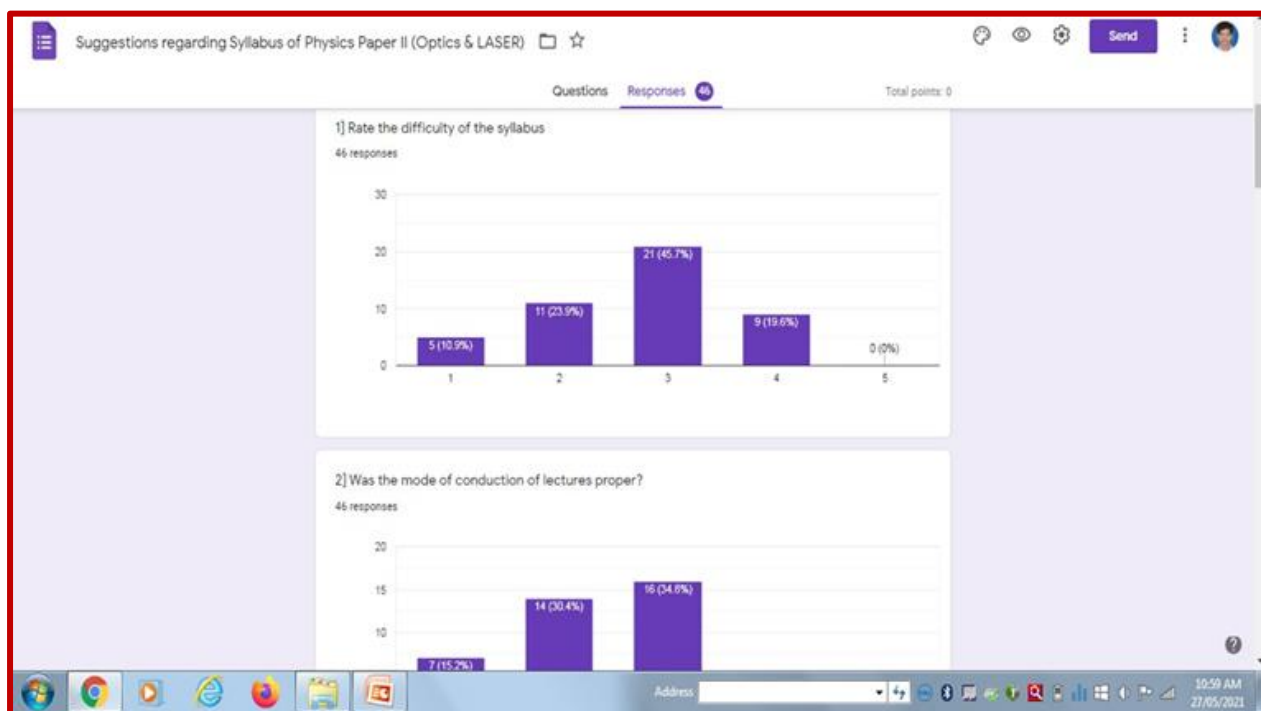 Suggestions regarding Syllabus of Physics Paper II (Optics & LASER)
Send
Questions Responses 46
Total points: 0
1] Rate the difficulty of the syllabus
46 responses
30
20
10
0
5 (10.9%)
11 (23.9%)
21 (45.7%)
9 (19.6%)
0 (0%)
1 2 3 4 5
2] Was the mode of conduction of lectures proper?
46 responses
20
15
10
7 (15.2%)
14 (30.4%)
16 (34.8%)
Address
10:59 AM
27/05/2021